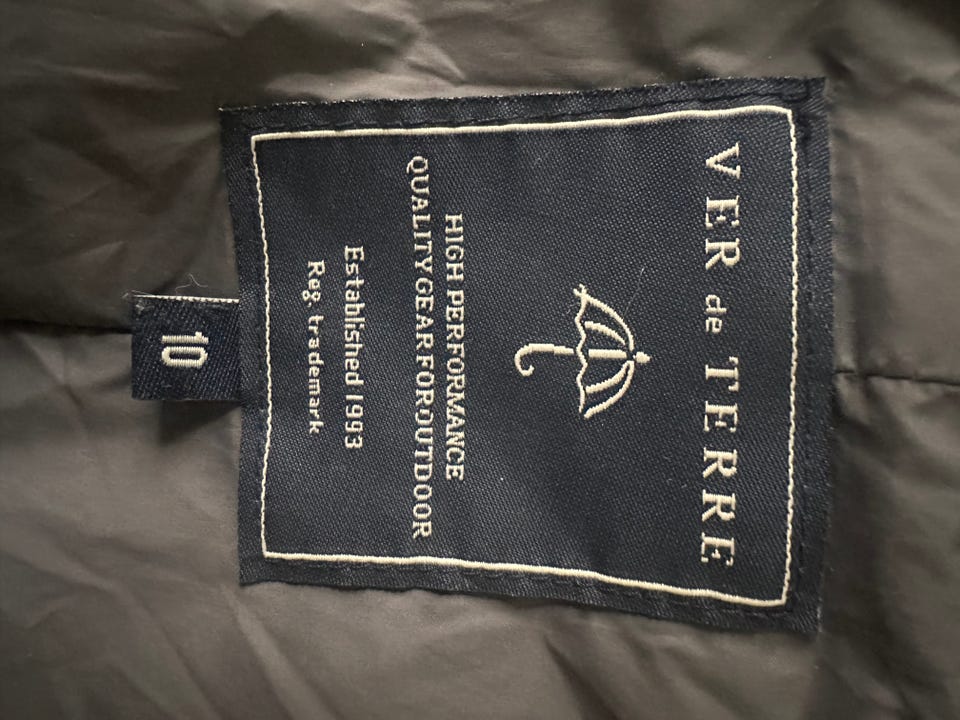 VER de TERRE
HIGH PERFORMANCE
QUALITY GEAR FOR OUTDOOR
Established 1993
Reg. trademark
10